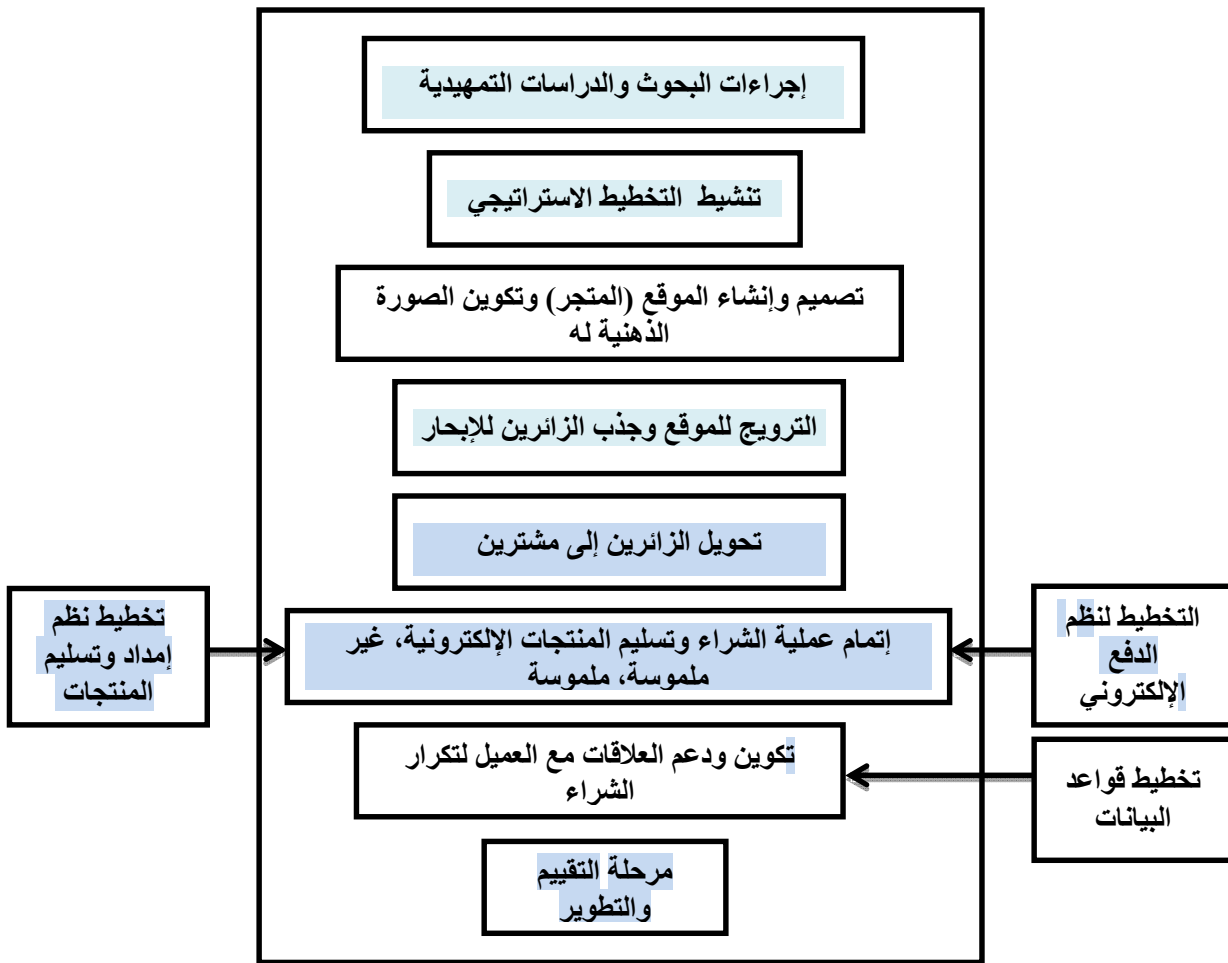 إجراءات البحوث والدراسات التمهيدية
تنشيط التخطيط الاستراتيجي
تصميم وإنشاء الموقع (المتجر) وتكوين الصورة
الذهنية له
الترويج للموقع وجذب الزائرين للإبحار
تحويل الزائرين إلى مشترين
التخطيط لنظم
الدفع
الإلكتروني
إتمام عملية الشراء وتسليم المنتجات الإلكترونية، غير
ملموسة، ملموسة
تخطيط نظم
إمداد وتسليم
المنتجات
تكوين ودعم العلاقات مع العميل لتكرار
الشراء
تخطيط قواعد
البيانات
مرحلة التقييم
والتطوير